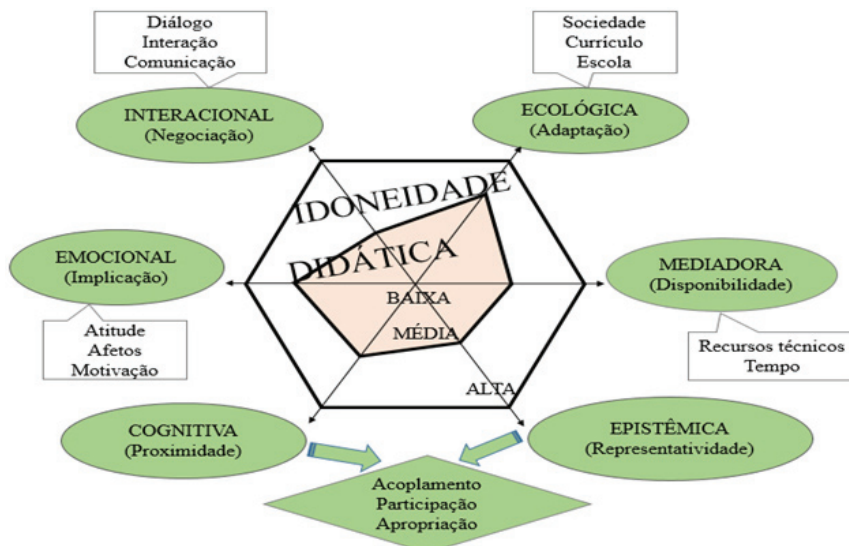 Diálogo
Interação
Comunicação
Sociedade
Currículo
Escola
INTERACIONAL
(Negociação)
ECOLÓGICA
(Adaptação)
IDONEIDADE
DIDÁTICA
EMOCIONAL
(Implicação)
MEDIADORA
(Disponibilidade)
BAIXA
MÉDIA
ALTA
Atitude
Afetos
Motivação
Recursos técnicos
Tempo
COGNITIVA
(Proximidade)
EPISTÊMICA
(Representatividade)
Acoplamento
Participação
Apropriação